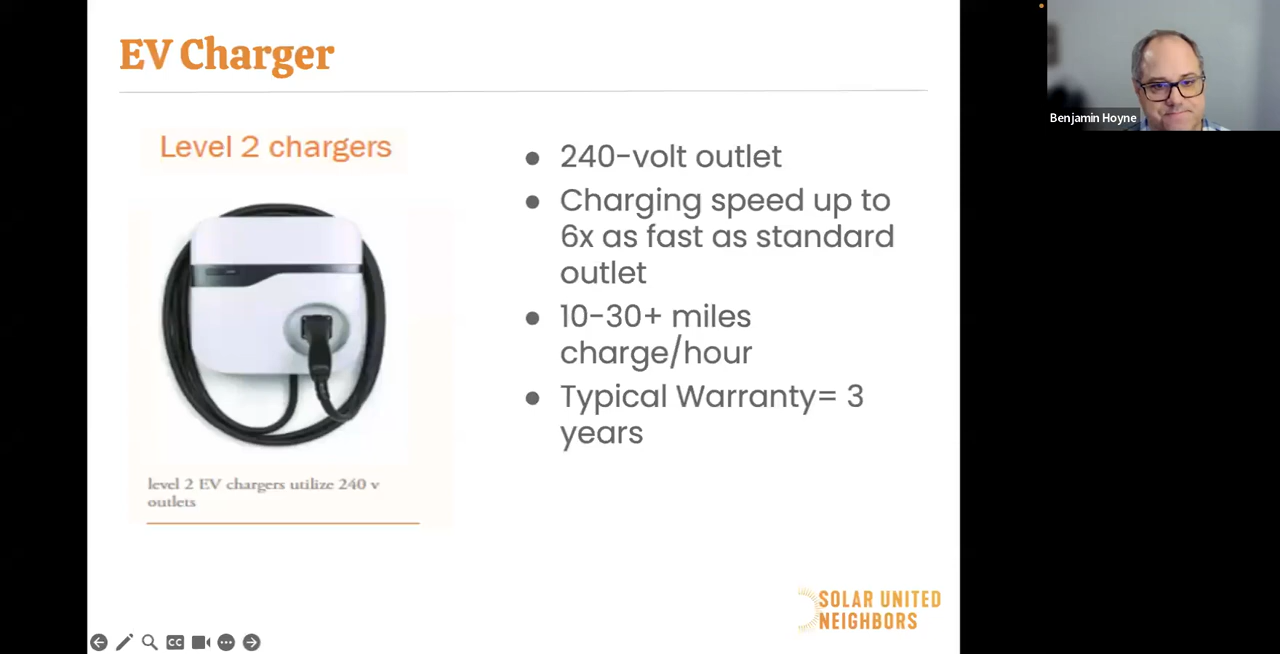 EV Charger
Level 2 chargers
level 2 EV chargers utilize 240 v
outlets
● 240-volt outlet
● Charging speed up to
6x as fast as standard
outlet
● 10-30+ miles
charge/hour
● Typical Warranty= 3
years
SOLAR UNITED
NEIGHBORS
CC
Benjamin Hoyne